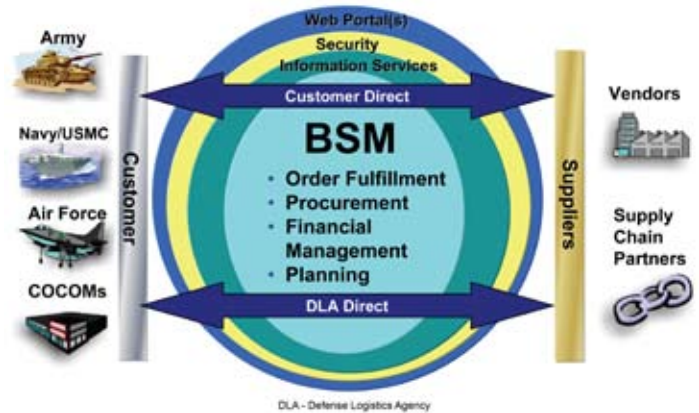 Web Portal(s)
Security
Information Services
Customer Direct
BSM
• Order Fulfillment
• Procurement
• Financial
Management
• Planning
DLA Direct
Army
Navy/USMC
Air Force
COCOMs
Customer
Suppliers
Vendors
Supply
Chain
Partners
DLA - Defense Logistics Agency